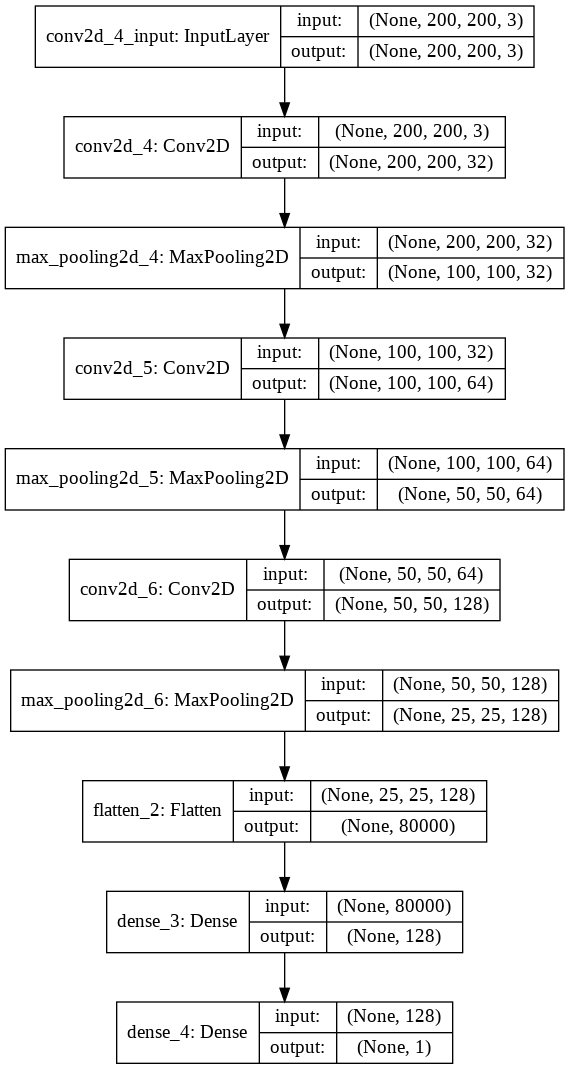 conv2d_4_input: InputLayer
input: (None, 200, 200, 3)
output: (None, 200, 200, 3)
conv2d_4: Conv2D
input: (None, 200, 200, 3)
output: (None, 200, 200, 32)
max_pooling2d_4: MaxPooling2D
input: (None, 200, 200, 32)
output: (None, 100, 100, 32)
conv2d_5: Conv2D
input: (None, 100, 100, 32)
output: (None, 100, 100, 64)
max_pooling2d_5: MaxPooling2D
input: (None, 100, 100, 64)
output: (None, 50, 50, 64)
conv2d_6: Conv2D
input: (None, 50, 50, 64)
output: (None, 50, 50, 128)
max_pooling2d_6: MaxPooling2D
input: (None, 50, 50, 128)
output: (None, 25, 25, 128)
flatten_2: Flatten
input: (None, 25, 25, 128)
output: (None, 80000)
dense_3: Dense
input: (None, 80000)
output: (None, 128)
dense_4: Dense
input: (None, 128)
output: (None, 1)